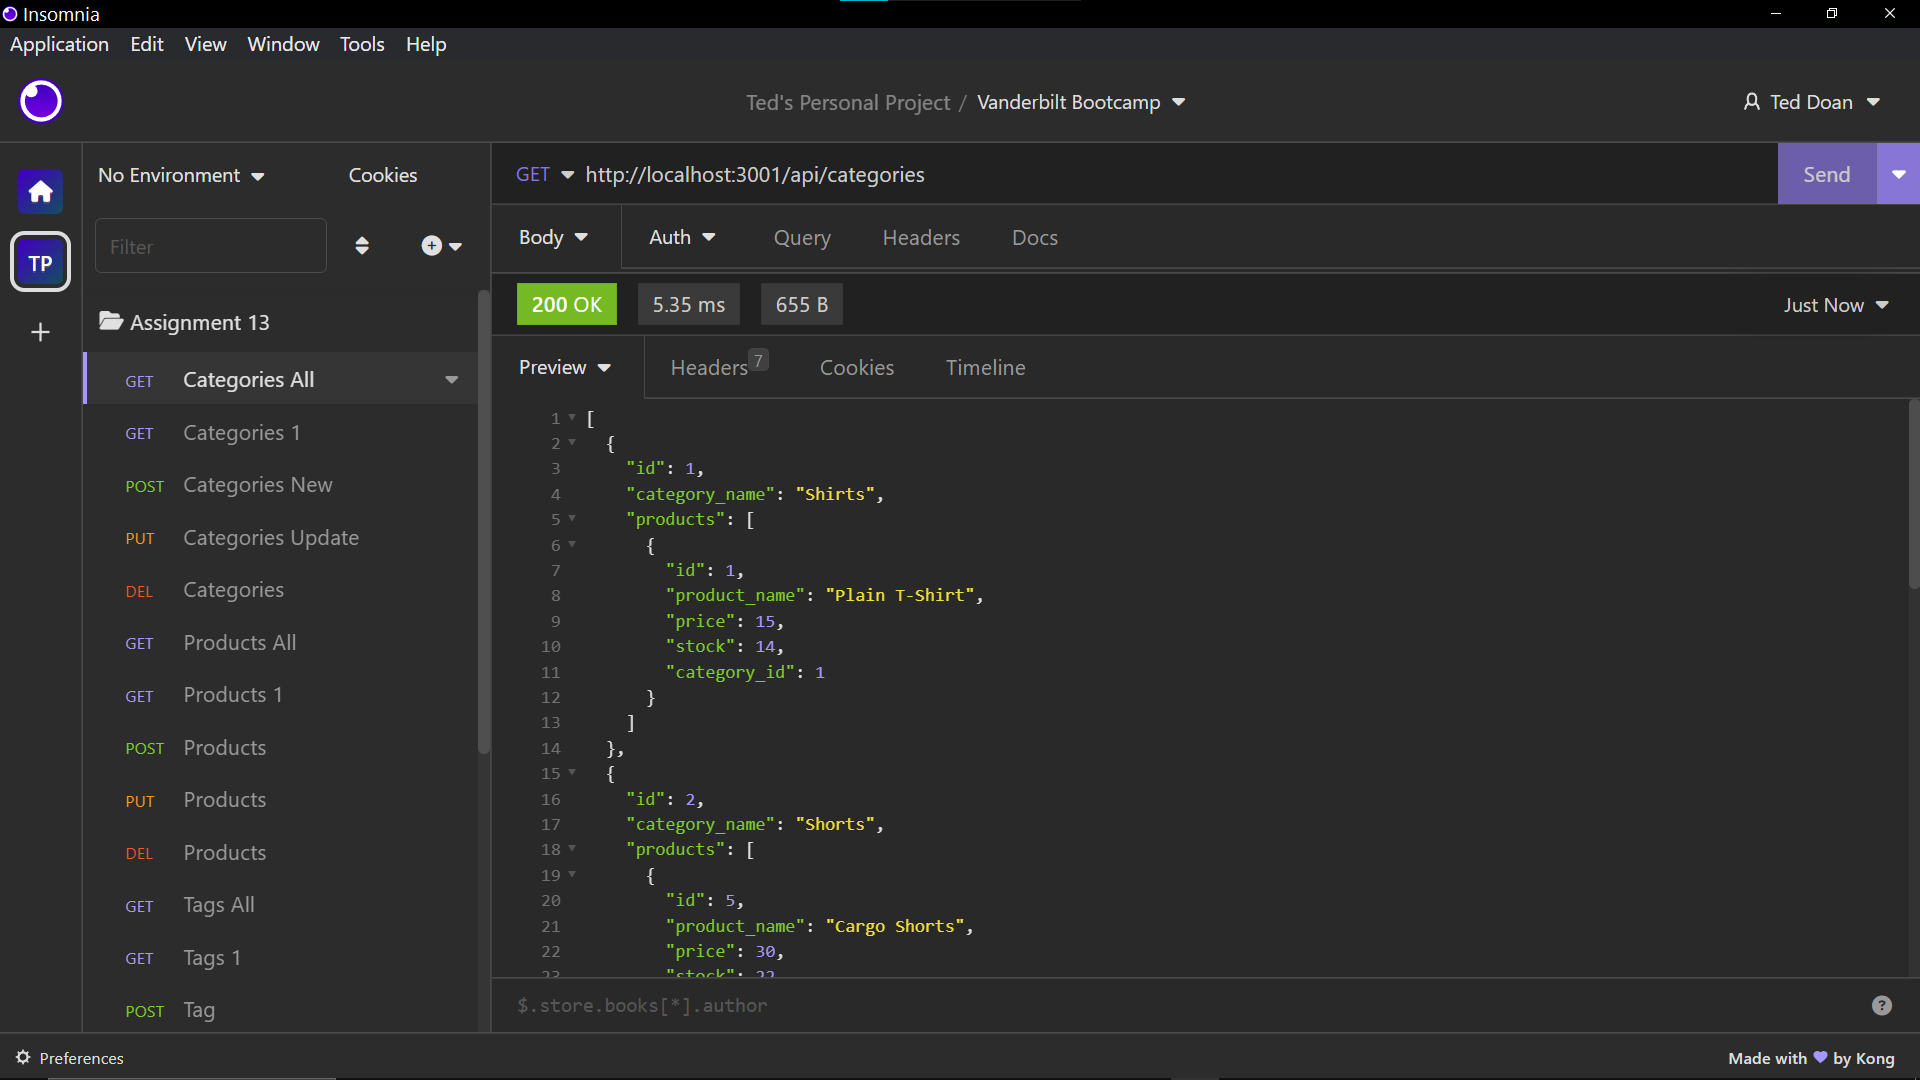 Insomnia
Application Edit View Window Tools Help
Ted's Personal Project / Vanderbilt Bootcamp
Ted Doan
No Environment
Cookies
GET http://localhost:3001/api/categories
Send
Filter
TP
Body
Auth
Query
Headers
Docs
200 OK
5.35 ms
655 B
Just Now
Assignment 13
GET Categories All
GET Categories 1
POST Categories New
PUT Categories Update
DEL Categories
GET Products All
GET Products 1
POST Products
PUT Products
DEL Products
GET Tags All
GET Tags 1
POST Tag
Preview
Headers 7
Cookies
Timeline
1 [
2 {
3 "id": 1,
4 "category_name": "Shirts",
5 "products": [
6 {
7 "id": 1,
8 "product_name": "Plain T-Shirt",
9 "price": 15,
10 "stock": 14,
11 "category_id": 1
12 }
13 ]
14 },
15 {
16 "id": 2,
17 "category_name": "Shorts",
18 "products": [
19 {
20 "id": 5,
21 "product_name": "Cargo Shorts",
22 "price": 30,
23 "stock": 22
$.store.books[*].author
?
Preferences
Made with 💜 by Kong